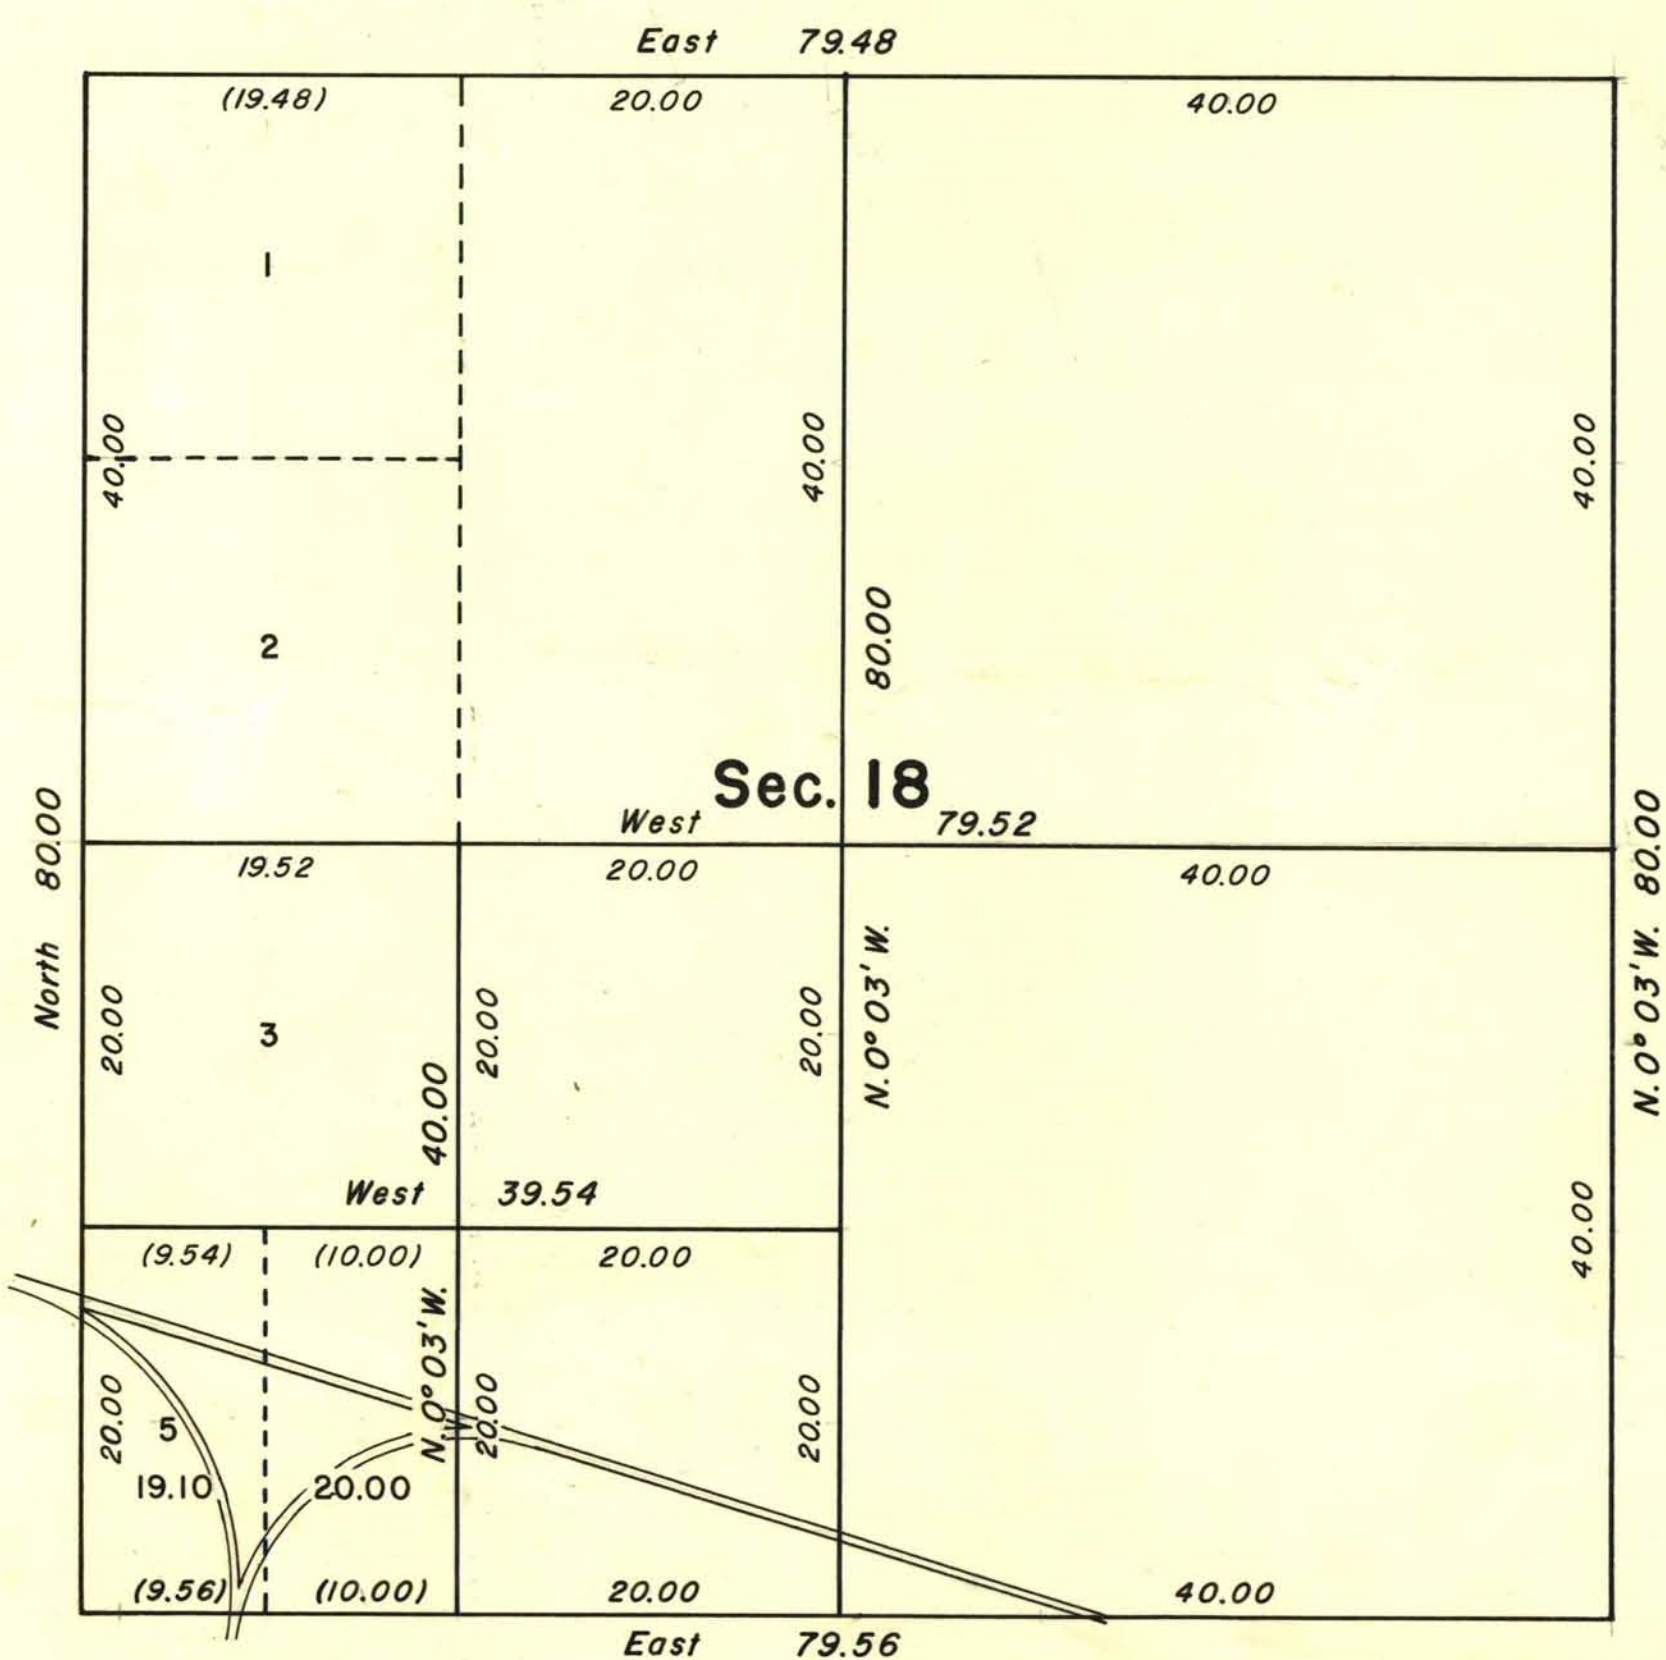 East 79.48
(19.48) 20.00 40.00
1
40.00 40.00 40.00
2
80.00
Sec. 18
West 79.52
North 80.00
N.0° 03' W. 80.00
19.52 20.00 40.00
N.0° 03' W.
20.00 3 20.00 20.00
40.00
West 39.54
40.00
(9.54) (10.00) 20.00
N.0° 03' W.
20.00 5 20.00 20.00
19.10 20.00
(9.56) (10.00) 20.00 40.00
East 79.56